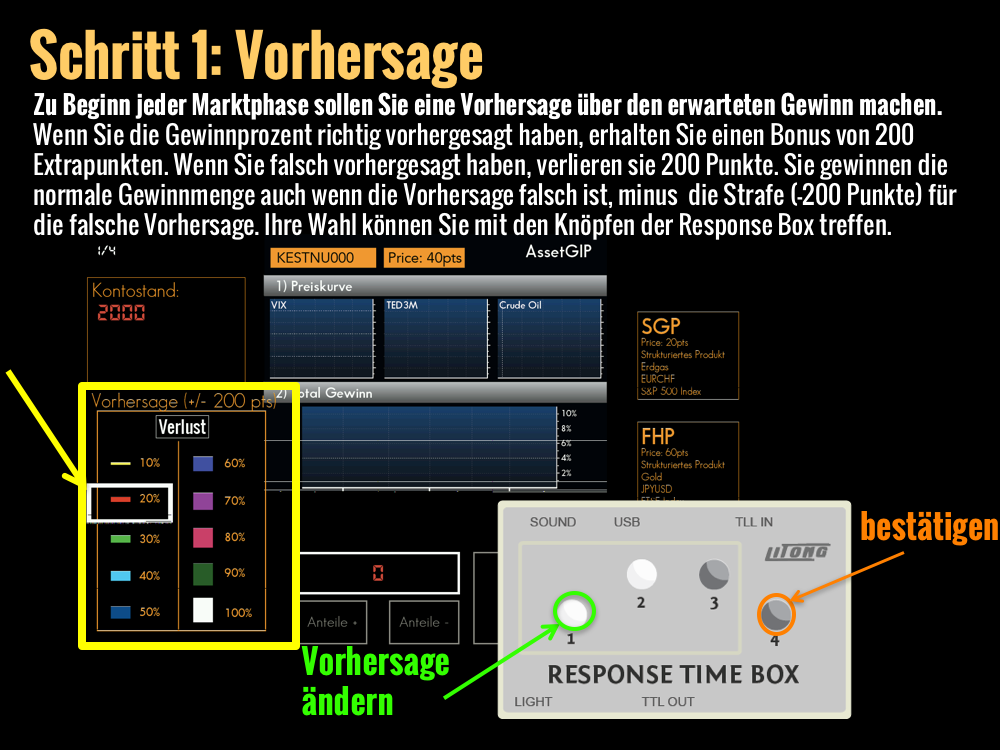 Schritt 1: Vorhersage
Zu Beginn jeder Marktphase sollen Sie eine Vorhersage über den erwarteten Gewinn machen.
Wenn Sie die Gewinnprozent richtig vorhergesagt haben, erhalten Sie einen Bonus von 200
Extrapunkten. Wenn Sie falsch vorhergesagt haben, verlieren sie 200 Punkte. Sie gewinnen die
normale Gewinnmenge auch wenn die Vorhersage falsch ist, minus die Strafe (-200 Punkte) für
die falsche Vorhersage. Ihre Wahl können Sie mit den Knöpfen der Response Box treffen.
1/4
KESTNU000
Price: 40pts
AssetGIP
1) Preiskurve
VIX
TED3M
Crude Oil
Kontostand:
2000
2) Total Gewinn
10%
8%
6%
4%
2%
SGP
Price: 20pts
Strukturiertes Produkt
Erdgas
EURCHF
S&P 500 Index
FHP
Price: 60pts
Strukturiertes Produkt
Gold
JPYUSD
Vorhersage (+/- 200 pts)
Verlust
10% 60%
20% 70%
30% 80%
40% 90%
50% 100%
0
Anteile +
Anteile -
SOUND USB TLL IN
LITONG
2
3
1
4
RESPONSE TIME BOX
LIGHT TTL OUT
bestätigen
Vorhersage
ändern